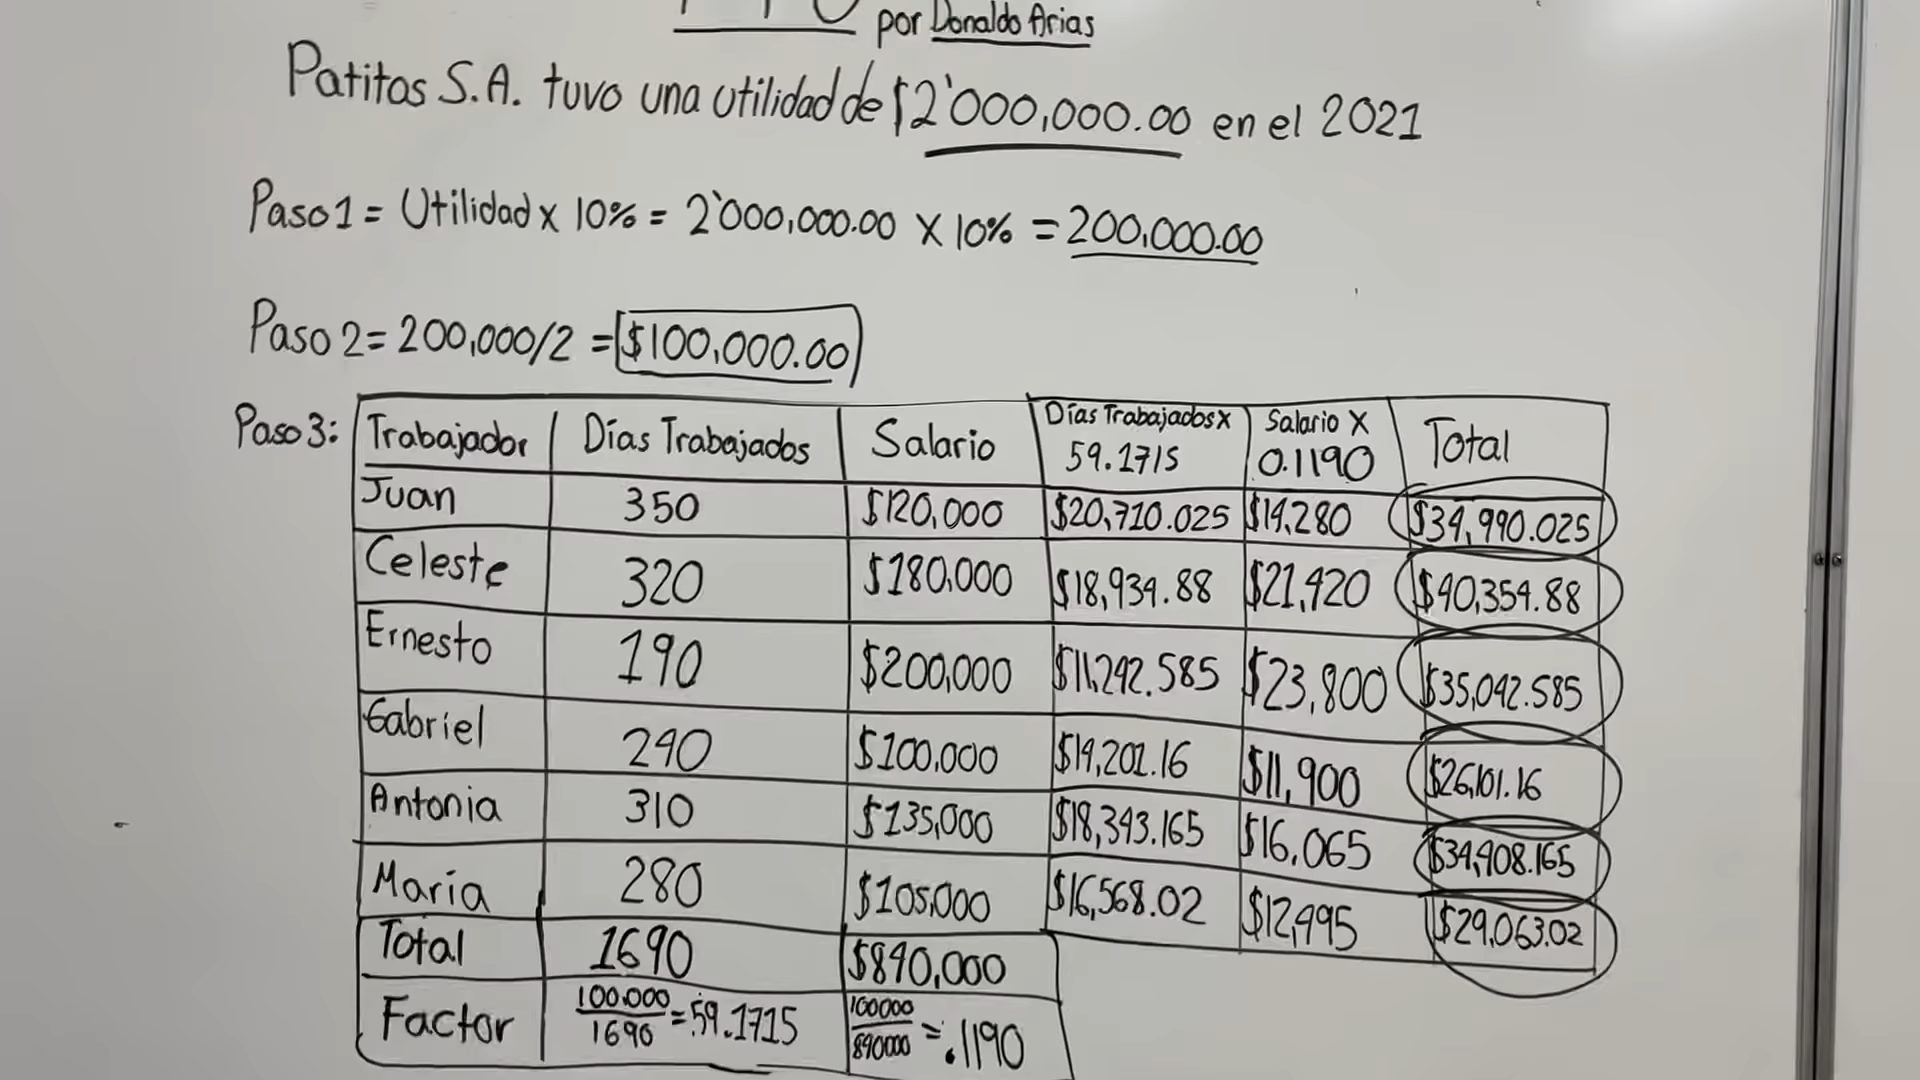 por Donaldo Arias
Patitos S.A. tuvo una utilidad de $2'000,000.00 en el 2021
Paso 1 = Utilidad x 10% = 2'000,000.00 x 10% = 200,000.00
Paso 2 = 200,000/2 = $100,000.00
Paso 3: Trabajador Días Trabajados Salario Días Trabajados x 59.1715 Salario x 0.1190 Total
Juan 350 $120,000 $20,710.025 $14,280 $34,990.025
Celeste 320 $180,000 $18,934.88 $21,420 $40,354.88
Ernesto 190 $200,000 $11,242.585 $23,800 $35,042.585
Gabriel 240 $100,000 $14,201.16 $11,900 $26,101.16
Antonia 310 $135,000 $18,343.165 $16,065 $34,408.165
María 280 $105,000 $16,568.02 $12,495 $29,063.02
Total 1690 $840,000
Factor 100,000/1690 = 59.1715 100000/840000 = .1190